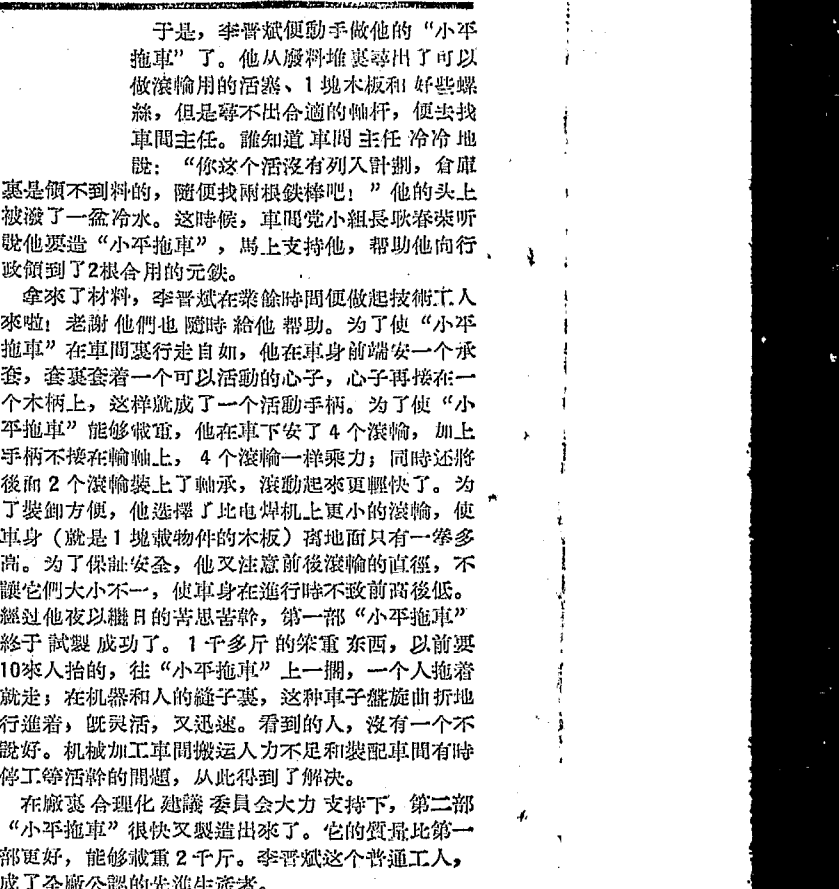 于是，李晋斌便動手做他的“小平
拖車”了。他从廢料堆裏尋出了可以
做滾輪用的活塞、1塊木板和好些螺
絲，但是尋不出合適的軸杆，便去找
車間主任。誰知道車間主任冷冷地
說：“你这个活沒有列入計劃，倉庫
裏是領不到料的，隨便找兩根鉄棒吧！”他的头上
被潑了一盆冷水。这時候，車間党小組長耿春荣听
說他要造“小平拖車”，馬上支持他，帮助他向行
政領到了2根合用的元鉄。
拿來了材料，李晋斌在業餘時間便做起技術工人
來啦！老謝他們也隨時給他帮助。为了使“小平
拖車”在車間裏行走自如，他在車身前端安一个承
套，套裏套着一个可以活動的心子，心子再接在一
个木柄上，这样就成了一个活動手柄。为了使“小
平拖車”能够載重，他在車下安了4个滾輪，加上
手柄不接在輪軸上，4个滾輪一样乘力；同時还將
後面2个滾輪裝上了軸承，滾動起來更輕快了。为
了裝卸方便，他选擇了比电焊机上更小的滾輪，使
車身（就是1塊載物件的木板）离地面只有一拳多
高。为了保証安全，他又注意前後滾輪的直徑，不
讓它們大小不一，使車身在進行時不致前高後低。
經过他夜以繼日的苦思苦幹，第一部“小平拖車”
終于試製成功了。1千多斤的笨重东西，以前要
10來人抬的，往“小平拖車”上一擱，一个人拖着
就走；在机器和人的縫子裏，这种車子盤旋曲折地
行進着，旣灵活，又迅速。看到的人，沒有一个不
說好。机械加工車間搬运人力不足和裝配車間有時
停工等活幹的問題，从此得到了解决。
在廠裏合理化建議委員会大力支持下，第二部
“小平拖車”很快又製造出來了。它的質量比第一
部更好，能够載重2千斤。李晋斌这个普通工人，
成了全廠公認的先進生產者。